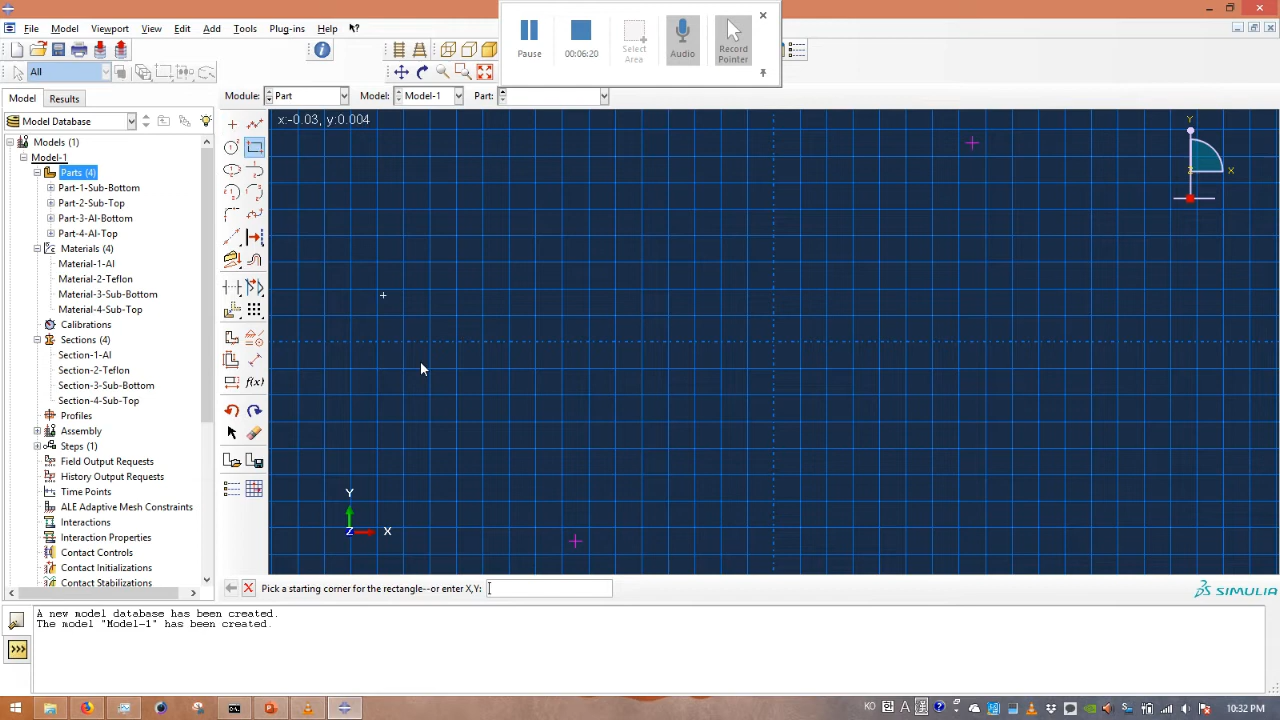 File Model Viewport View Edit Add Tools Plug-ins Help
Pause 00:06:20 Select Area Audio Record Pointer
All
Model Results
Module: Part Model: Model-1 Part:
Model Database
x:-0.03, y:0.004
Models (1)
Model-1
Parts (4)
Part-1-Sub-Bottom
Part-2-Sub-Top
Part-3-Al-Bottom
Part-4-Al-Top
Materials (4)
Material-1-Al
Material-2-Teflon
Material-3-Sub-Bottom
Material-4-Sub-Top
Calibrations
Sections (4)
Section-1-Al
Section-2-Teflon
Section-3-Sub-Bottom
Section-4-Sub-Top
Profiles
Assembly
Steps (1)
Field Output Requests
History Output Requests
Time Points
ALE Adaptive Mesh Constraints
Interactions
Interaction Properties
Contact Controls
Contact Initializations
Contact Stabilizations
f(x)
Y
Z X
Y
Z X
Pick a starting corner for the rectangle--or enter X,Y:
SIMULIA
A new model database has been created.
The model "Model-1" has been created.
>>>
KO A 10:32 PM